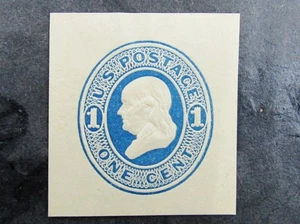 U.S. POSTAGE
1 1
ONE CENT